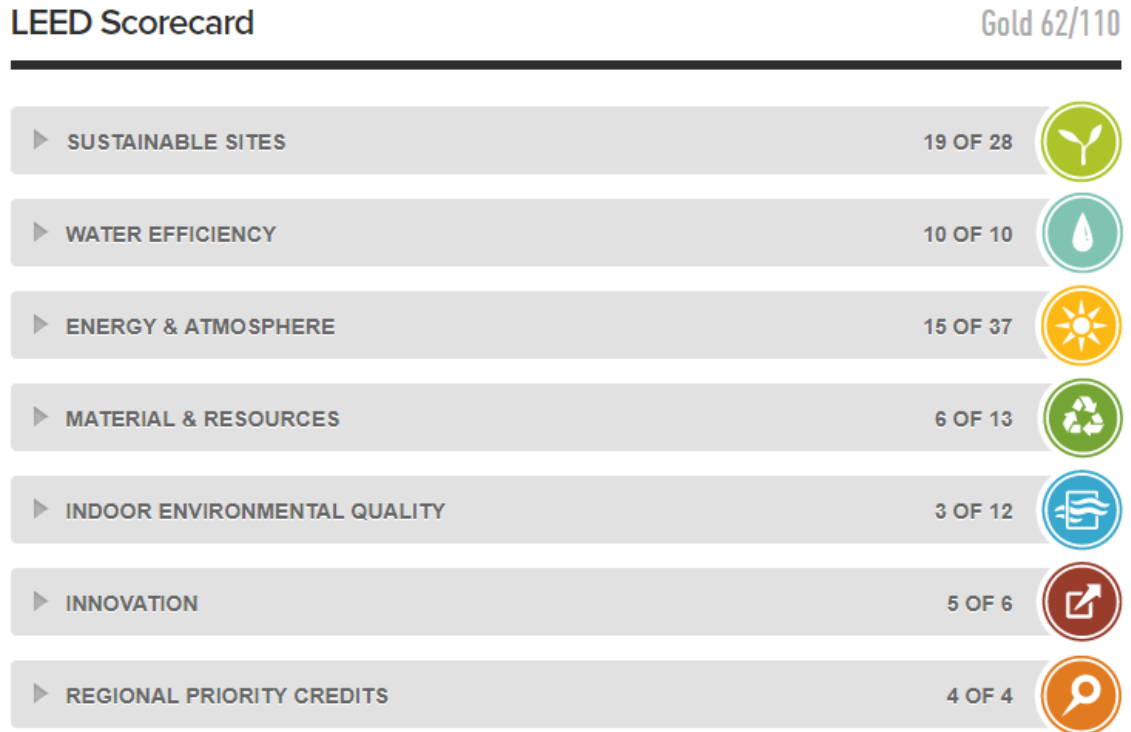 LEED Scorecard Gold 62/110
SUSTAINABLE SITES 19 OF 28
WATER EFFICIENCY 10 OF 10
ENERGY & ATMOSPHERE 15 OF 37
MATERIAL & RESOURCES 6 OF 13
INDOOR ENVIRONMENTAL QUALITY 3 OF 12
INNOVATION 5 OF 6
REGIONAL PRIORITY CREDITS 4 OF 4